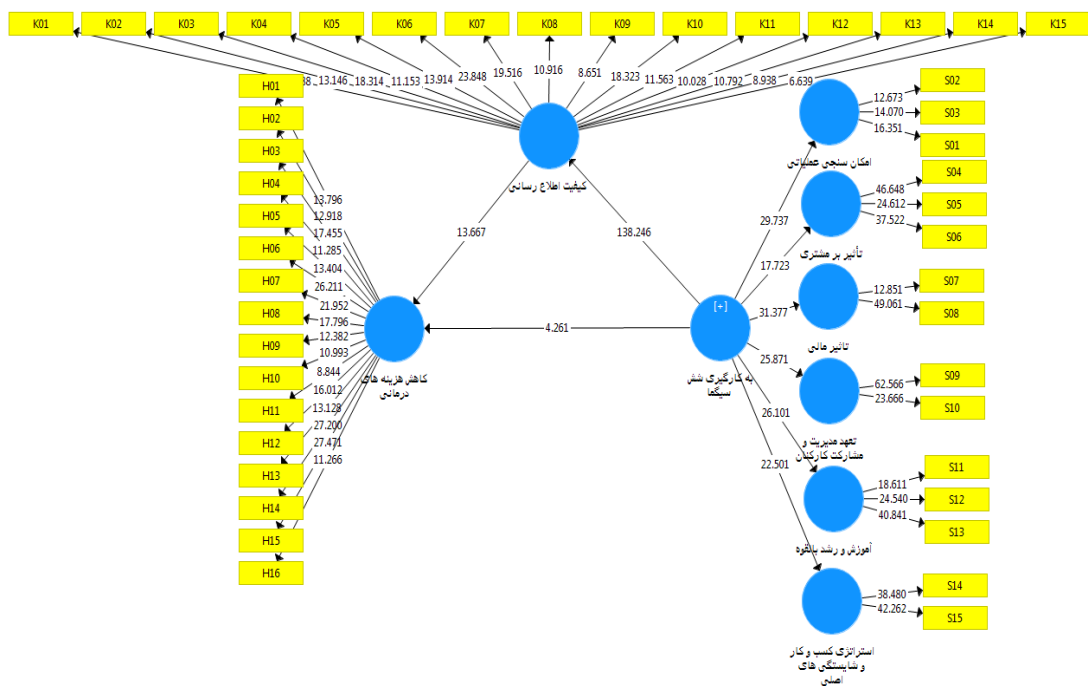 K01 K02 K03 K04 K05 K06 K07 K08 K09 K10 K11 K12 K13 K14 K15
13.146 18.314 11.153 13.914 23.848 19.516 10.916 8.651 18.323 11.563 10.028 10.792 8.938 6.639
کیفیت اطلاع رسانی
H01
H02
H03
H04
H05
H06
H07
H08
H09
H10
H11
H12
H13
H14
H15
H16
13.796
12.918
17.455
11.285
13.404
26.211
21.952
17.796
12.382
10.993
8.844
16.012
13.128
27.200
27.471
11.266
کاهش هزینه های
درمانی
13.667
138.246
4.261
[+]
به کارگیری شش
سیگما
29.737
17.723
31.377
25.871
26.101
22.501
امکان سنجی عملیاتی
12.673 S02
14.070 S03
16.351 S01
تأثیر بر مشتری
46.648 S04
24.612 S05
37.522 S06
تاثیر مالی
12.851 S07
49.061 S08
تعهد مدیریت و
مشارکت کارکنان
62.566 S09
23.666 S10
آموزش و رشد بالقوه
18.611 S11
24.540 S12
40.841 S13
استراتژی کسب و کار
و شایستگی های
اصلی
38.480 S14
42.262 S15